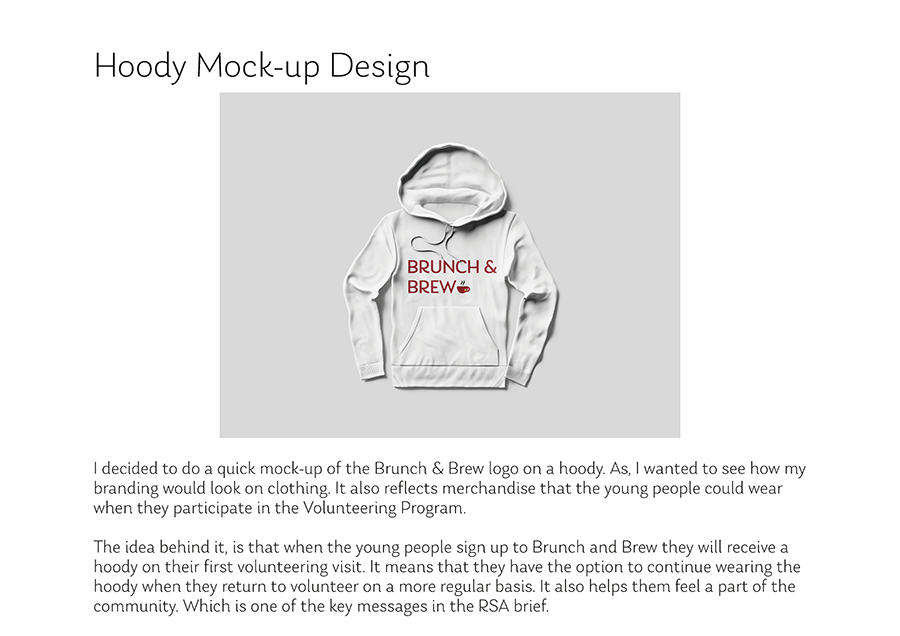 Hoody Mock-up Design
BRUNCH &
BREW
I decided to do a quick mock-up of the Brunch & Brew logo on a hoody. As, I wanted to see how my
branding would look on clothing. It also reflects merchandise that the young people could wear
when they participate in the Volunteering Program.
The idea behind it, is that when the young people sign up to Brunch and Brew they will receive a
hoody on their first volunteering visit. It means that they have the option to continue wearing the
hoody when they return to volunteer on a more regular basis. It also helps them feel a part of the
community. Which is one of the key messages in the RSA brief.